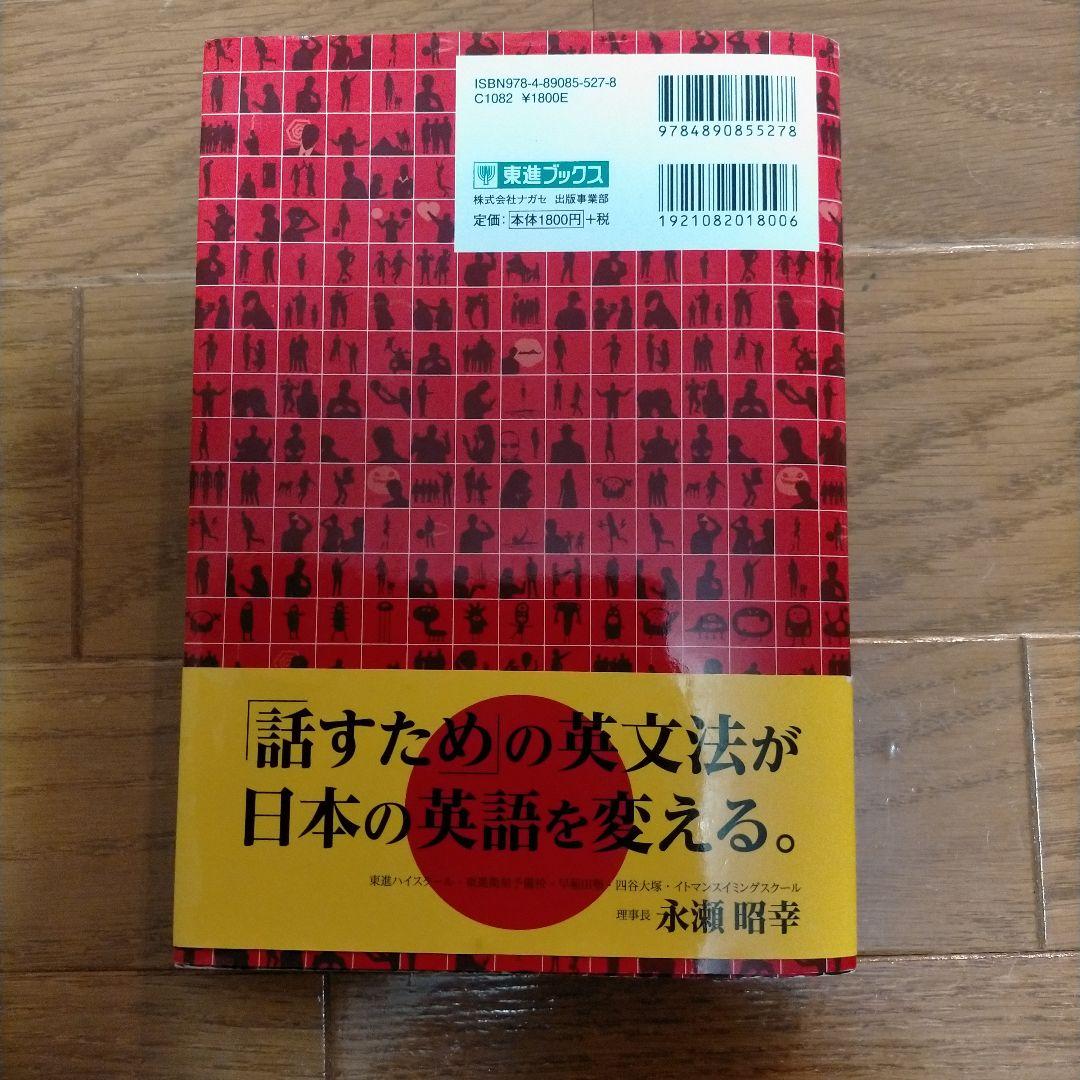 ISBN978-4-89085-527-8
C1082 ¥1800E
9784890855278
東進ブックス
株式会社ナガセ 出版事業部
定価: 本体1800円+税
1921082018006
「話すため」の英文法が
日本の英語を変える。
東進ハイスクール・東進衛星予備校・早稲田塾・四谷大塚・イトマンスイミングスクール
理事長 永瀬 昭幸